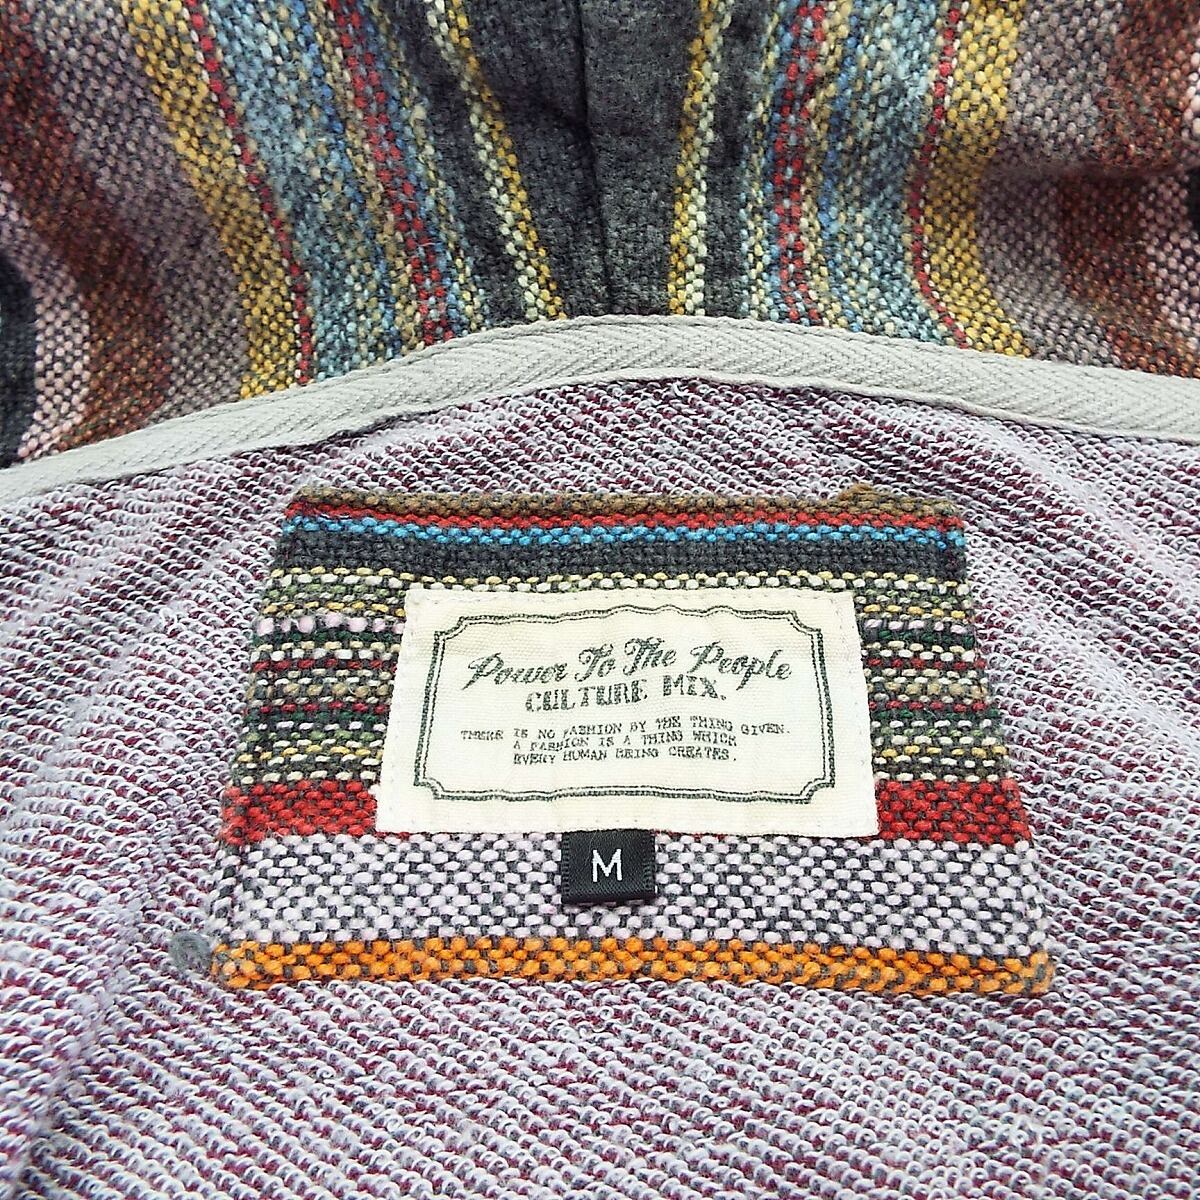 Power To The People
CULTURE MIX.
THERE IS NO FASHION BY THE THING GIVEN.
A FASHION IS A THING WHICH
EVERY HUMAN BEING CREATES.
M